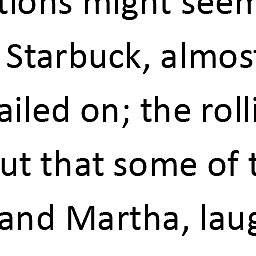 tions might seem
Starbuck, almost
ailed on; the rolli
ut that some of t
and Martha, laug